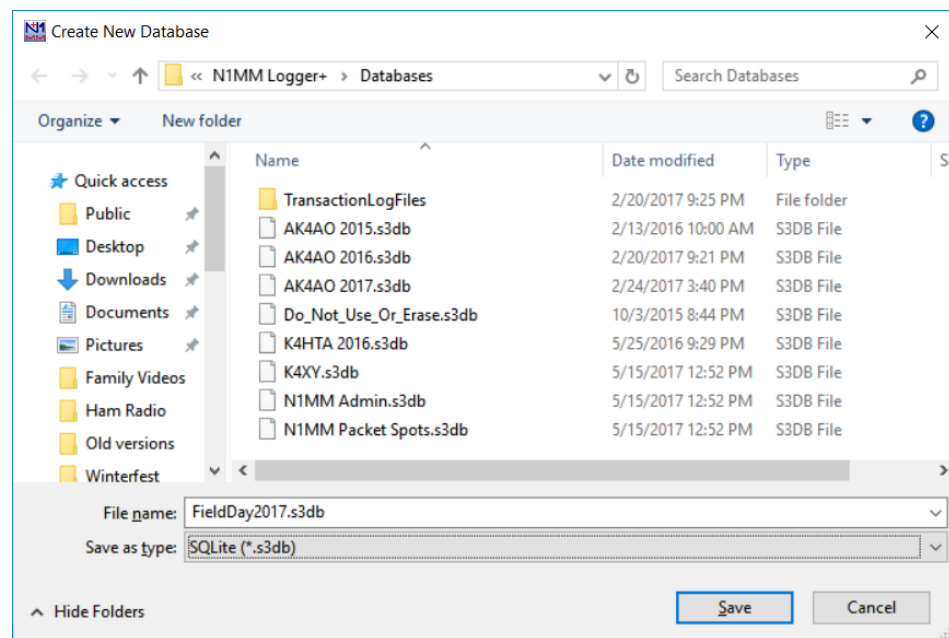 Create New Database
« N1MM Logger+ > Databases
Search Databases
Organize
New folder
Name Date modified Type S
Quick access
Public
Desktop
Downloads
Documents
Pictures
Family Videos
Ham Radio
Old versions
Winterfest
TransactionLogFiles 2/20/2017 9:25 PM File folder
AK4AO 2015.s3db 2/13/2016 10:00 AM S3DB File
AK4AO 2016.s3db 2/20/2017 9:21 PM S3DB File
AK4AO 2017.s3db 2/24/2017 3:40 PM S3DB File
Do_Not_Use_Or_Erase.s3db 10/3/2015 8:44 PM S3DB File
K4HTA 2016.s3db 5/25/2016 9:29 PM S3DB File
K4XY.s3db 5/15/2017 12:52 PM S3DB File
N1MM Admin.s3db 5/15/2017 12:52 PM S3DB File
N1MM Packet Spots.s3db 5/15/2017 12:52 PM S3DB File
File name: FieldDay2017.s3db
Save as type: SQLite (*.s3db)
Hide Folders
Save
Cancel